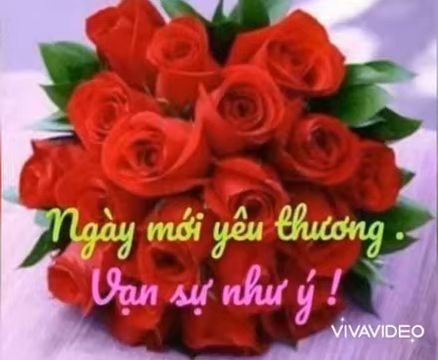 Ngày mới yêu thương .
Vạn sự như ý !
VIVAVIDEO